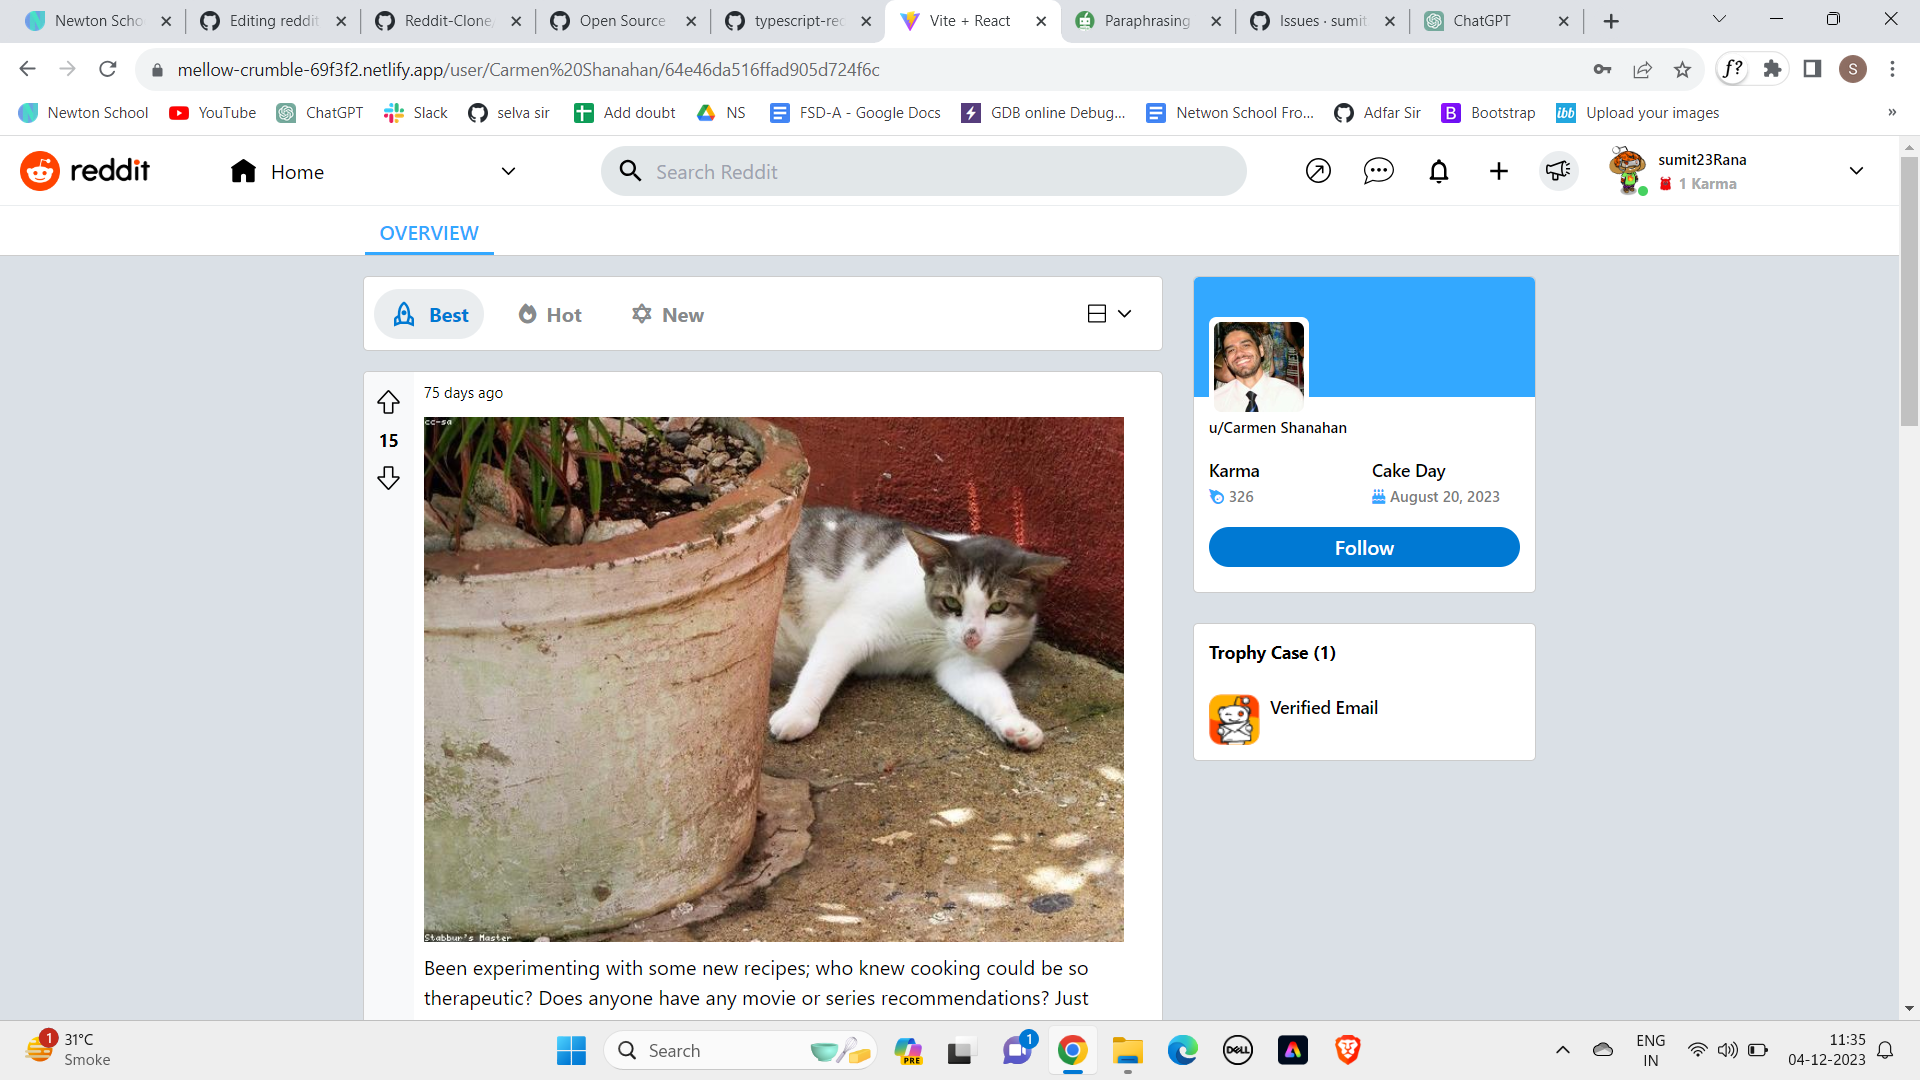 Newton Scho
Editing reddit
Reddit-Clone/
Open Source
typescript-rec
Vite + React
Paraphrasing
Issues · sumit
ChatGPT
mellow-crumble-69f3f2.netlify.app/user/Carmen%20Shanahan/64e46da516ffad905d724f6c
f?
S
Newton School
YouTube
ChatGPT
Slack
selva sir
Add doubt
NS
FSD-A - Google Docs
GDB online Debug...
Netwon School Fro...
Adfar Sir
B
Bootstrap
ibb
Upload your images
»
reddit
Home
Search Reddit
sumit23Rana
1 Karma
OVERVIEW
Best
Hot
New
75 days ago
15
cc-sa
Stabbur's Master
Been experimenting with some new recipes; who knew cooking could be so
therapeutic? Does anyone have any movie or series recommendations? Just
u/Carmen Shanahan
Karma
Cake Day
326
August 20, 2023
Follow
Trophy Case (1)
Verified Email
1
31°C
Smoke
Search
PRE
1
DELL
ENG
IN
11:35
04-12-2023